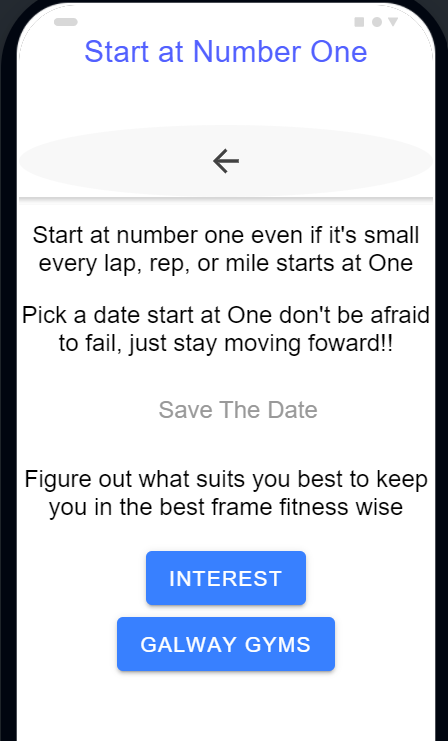 Start at Number One
Start at number one even if it's small
every lap, rep, or mile starts at One
Pick a date start at One don't be afraid
to fail, just stay moving foward!!
Save The Date
Figure out what suits you best to keep
you in the best frame fitness wise
INTEREST
GALWAY GYMS